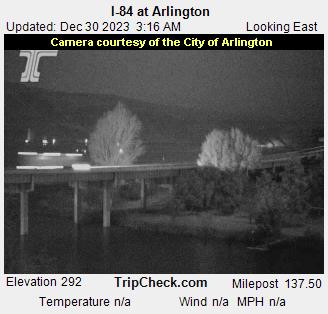 I-84 at Arlington
Updated: Dec 30 2023 3:16 AM Looking East
Camera courtesy of the City of Arlington
Elevation 292 TripCheck.com Milepost 137.50
Temperature n/a Wind n/a MPH n/a